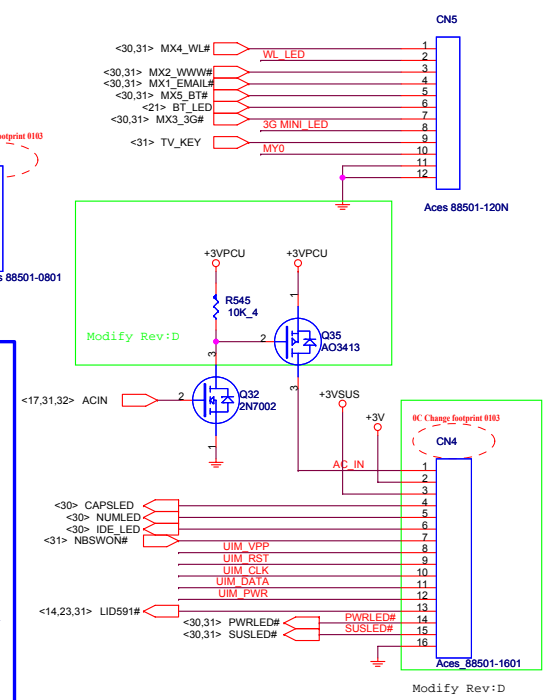 CN5
<30,31> MX4_WL# 1
WL_LED 2
<30,31> MX2_WWW# 3
<30,31> MX1_EMAIL# 4
<30,31> MX5_BT# 5
<21> BT_LED 6
<30,31> MX3_3G# 7
3G MINI_LED 8
<31> TV_KEY 9
MY0 10
11
12
Aces 88501-120N
footprint 0103
s 88501-0801
+3VPCU +3VPCU
R545
10K_4
1
Modify Rev:D
2
Q35
AO3413
3
3
<17,31,32> ACIN 2
Q32
2N7002
1
+3VSUS
+3V
0C Change footprint 0103
CN4
AC_IN 1
2
3
<30> CAPSLED 4
<30> NUMLED 5
<30> IDE_LED 6
<31> NBSWON# 7
UIM_VPP 8
UIM_RST 9
UIM_CLK 10
UIM_DATA 11
UIM_PWR 12
<14,23,31> LID591# 13
<30,31> PWRLED# PWRLED# 14
<30,31> SUSLED# SUSLED# 15
16
Aces_88501-1601
Modify Rev:D